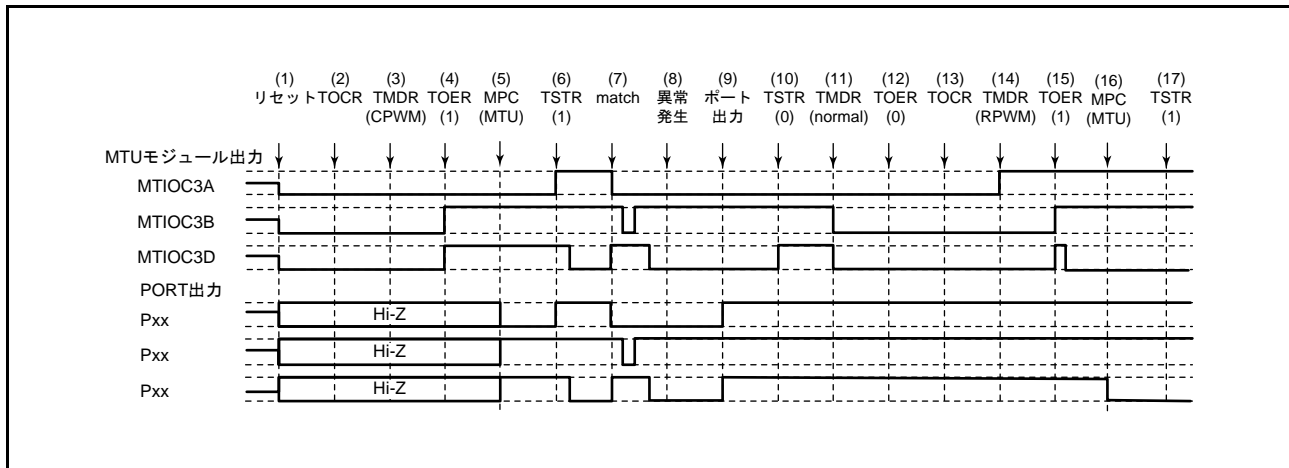 (1) (2) (3) (4) (5) (6) (7) (8) (9) (10) (11) (12) (13) (14) (15) (16) (17)
リセット TOCR TMDR TOER MPC TSTR match 異常 ポート TSTR TMDR TOER TOCR TMDR TOER MPC TSTR
(CPWM) (1) (MTU) (1) 発生 出力 (0) (normal) (0) (RPWM) (1) (MTU) (1)
MTUモジュール出力
MTIOC3A
MTIOC3B
MTIOC3D
PORT出力
Hi-Z
Pxx
Hi-Z
Pxx
Hi-Z
Pxx